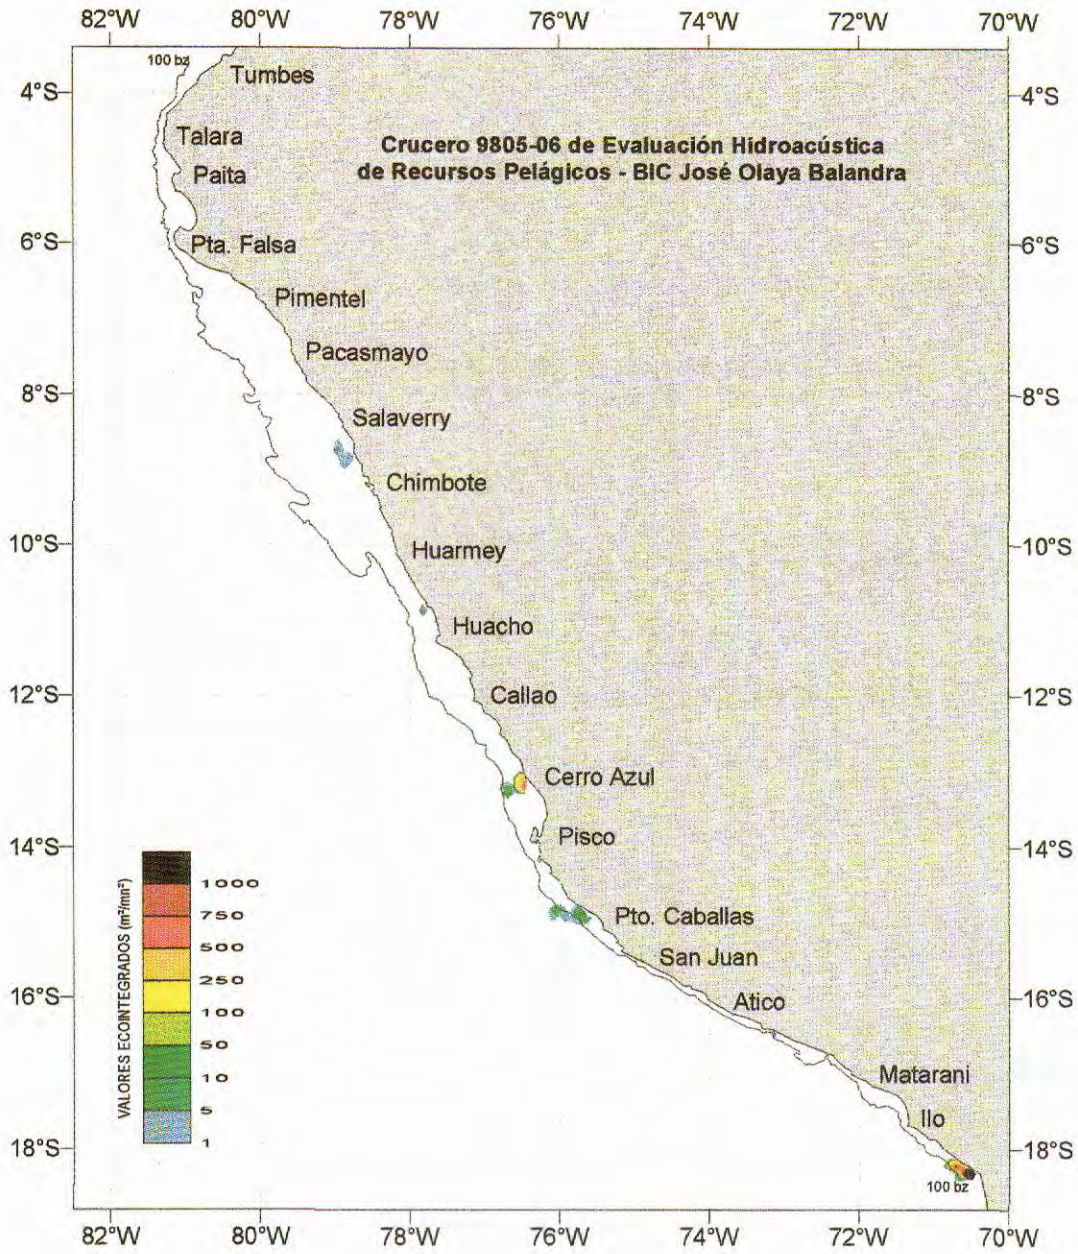 82°W 80°W 78°W 76°W 74°W 72°W 70°W
100 bz
Tumbes
4°S 4°S
Talara
Crucero 9805-06 de Evaluación Hidroacústica
de Recursos Pelágicos - BIC José Olaya Balandra
Paita
6°S Pta. Falsa 6°S
Pimentel
Pacasmayo
8°S 8°S
Salaverry
Chimbote
10°S Huarmey 10°S
Huacho
12°S Callao 12°S
Cerro Azul
14°S Pisco 14°S
VALORES ECOINTEGRADOS (m²/mn²)
1000
750
500
250
100
50
10
5
1
Pto. Caballas
San Juan
16°S Atico 16°S
Matarani
Ilo
18°S 18°S
100 bz
82°W 80°W 78°W 76°W 74°W 72°W 70°W